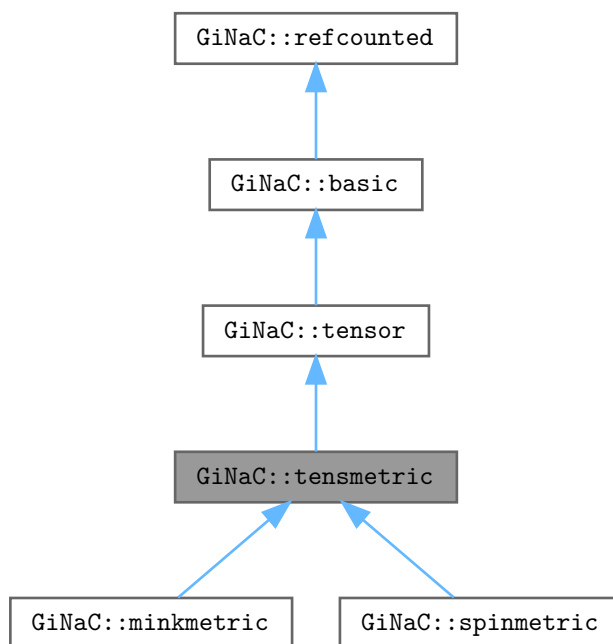 GiNaC::refcounted
GiNaC::basic
GiNaC::tensor
GiNaC::tensmetric
GiNaC::minkmetric
GiNaC::spinmetric